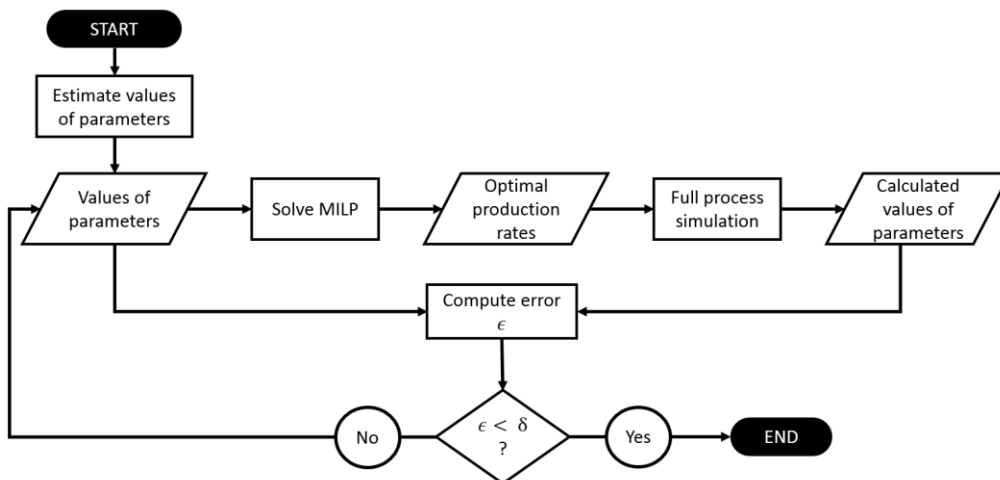 START
Estimate values
of parameters
Values of
parameters
Solve MILP
Optimal
production
rates
Full process
simulation
Calculated
values of
parameters
Compute error
ϵ
ϵ < δ
?
No
Yes
END